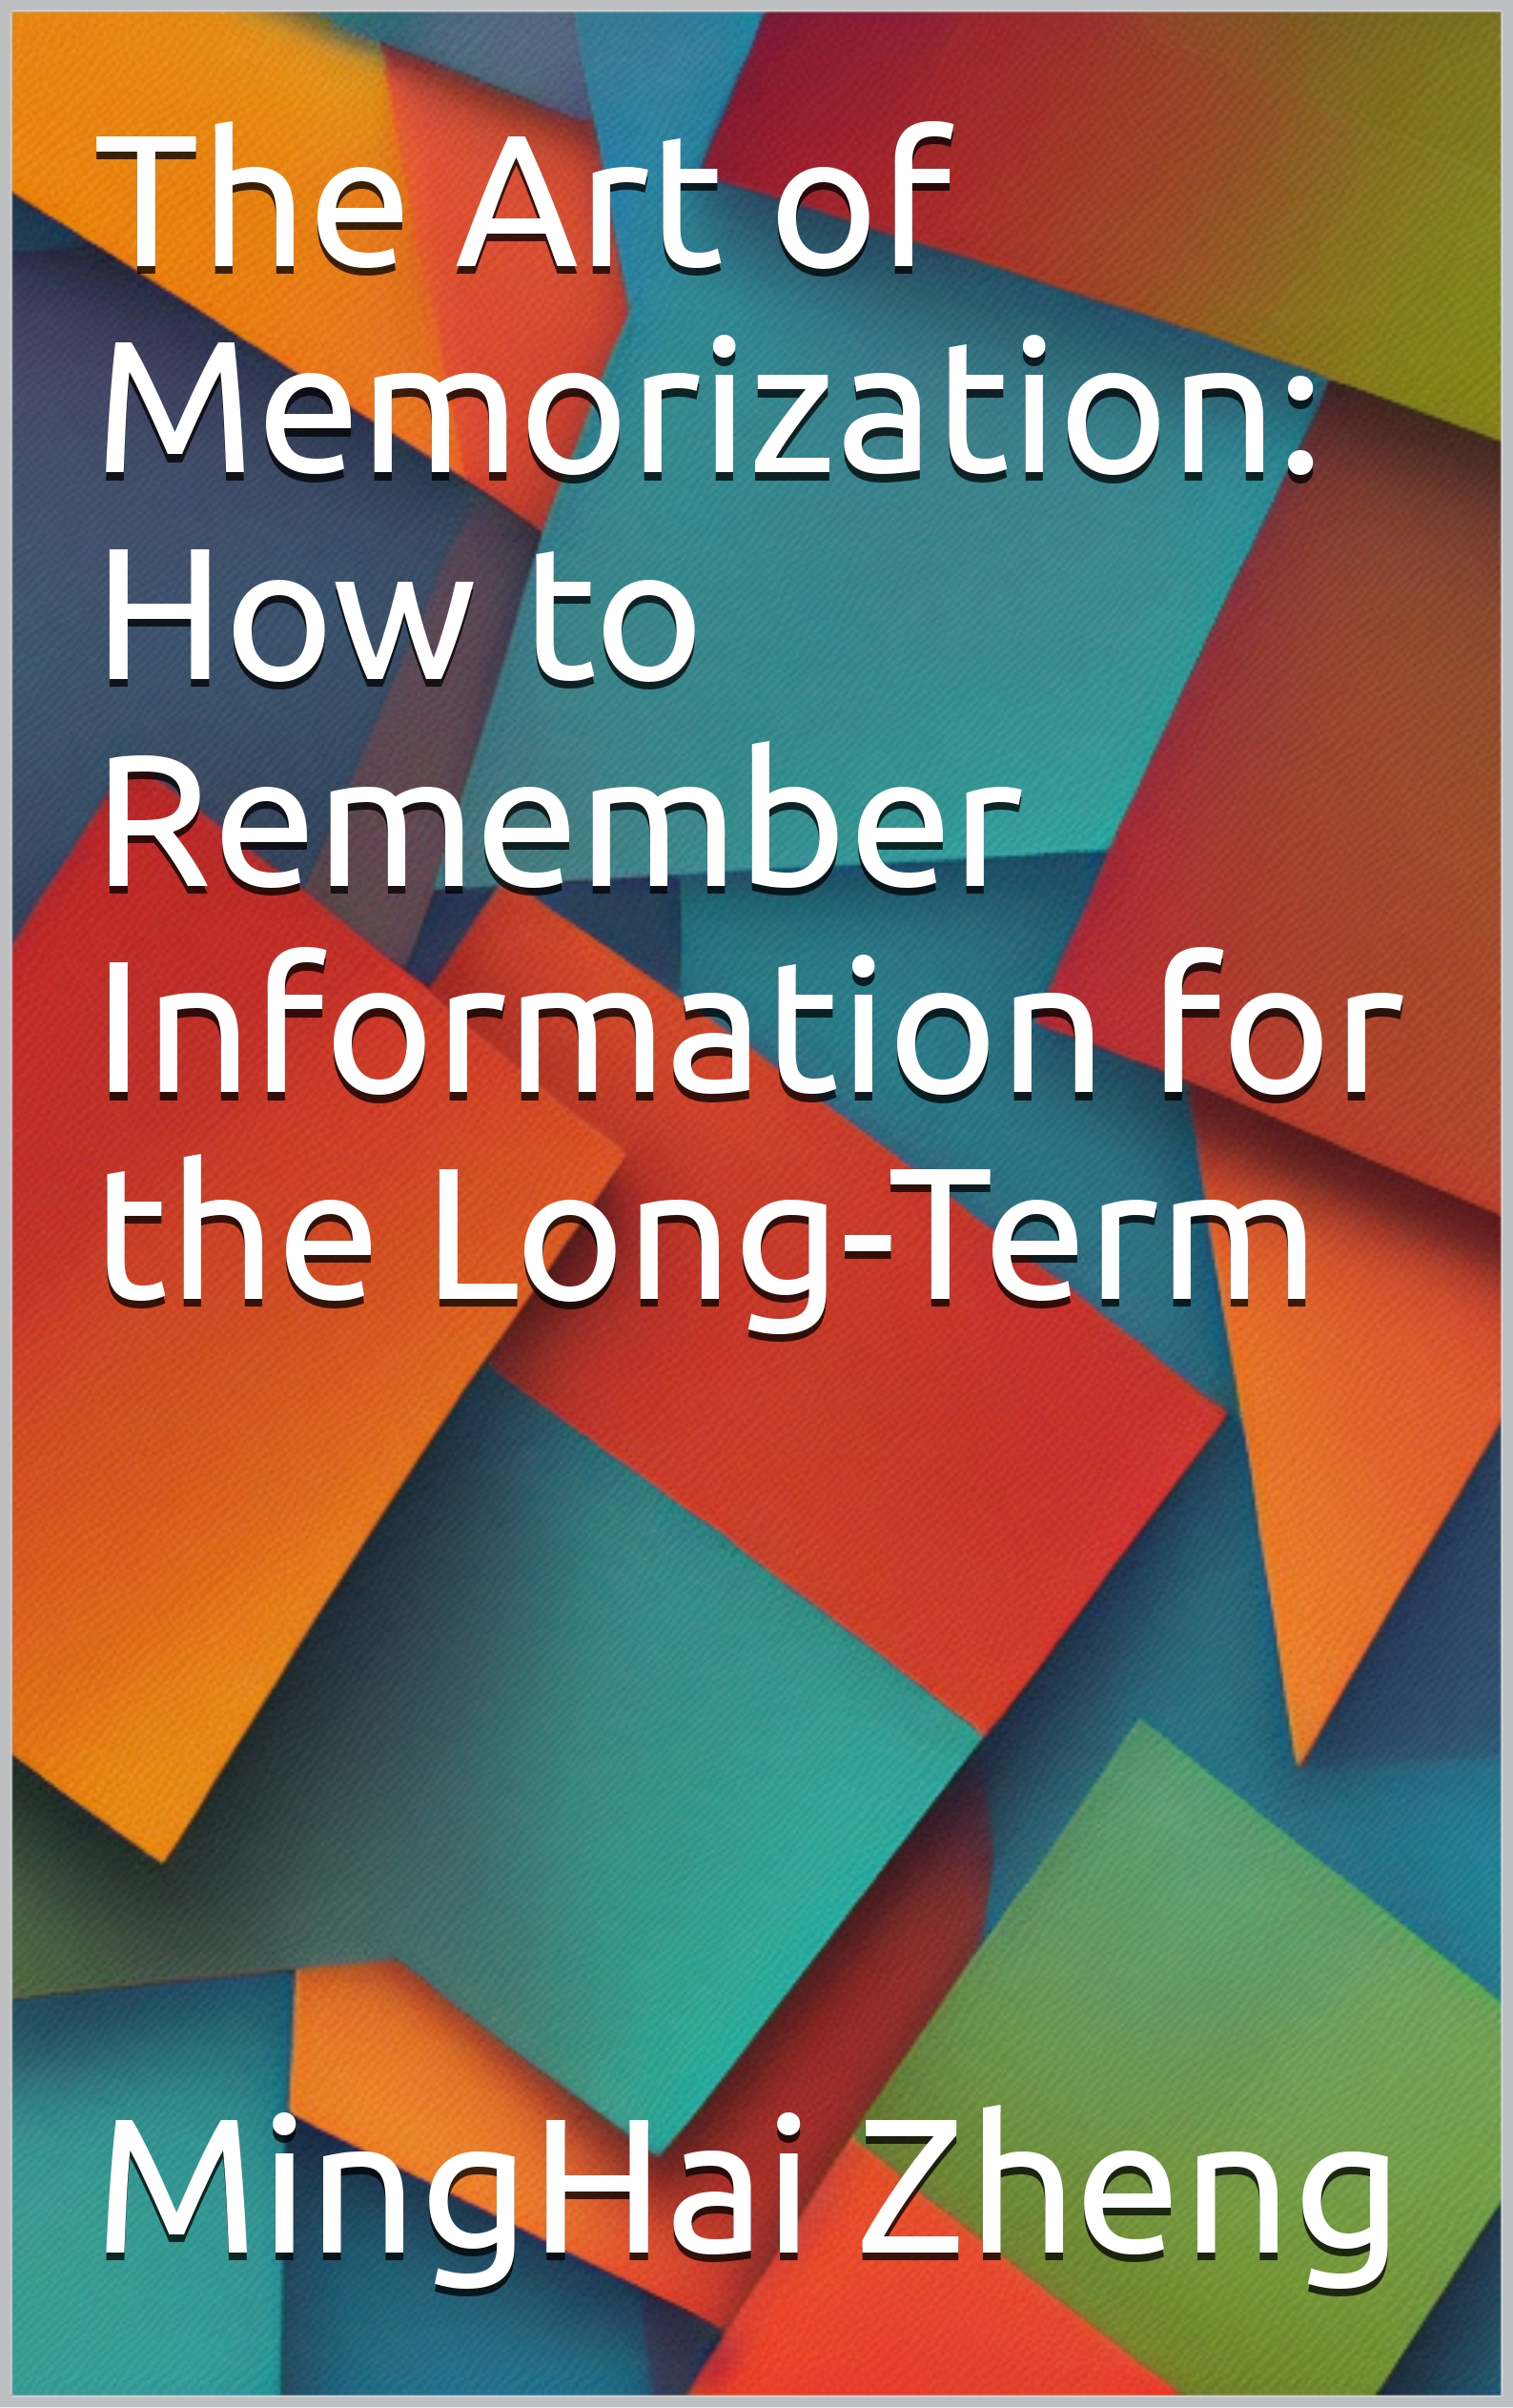 The Art of
Memorization:
How to
Remember
Information for
the Long-Term
MingHai Zheng